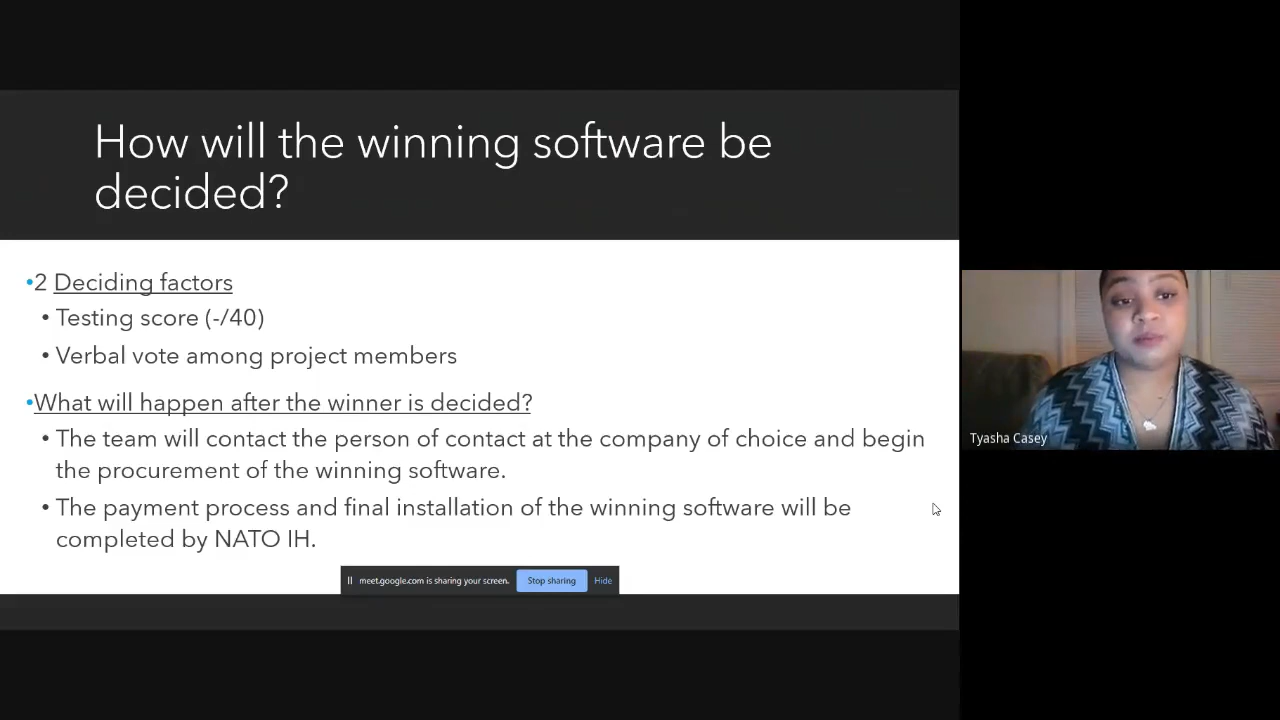 How will the winning software be
decided?
•2 Deciding factors
• Testing score (-/40)
• Verbal vote among project members
•What will happen after the winner is decided?
• The team will contact the person of contact at the company of choice and begin
the procurement of the winning software.
• The payment process and final installation of the winning software will be
completed by NATO IH.
meet.google.com is sharing your screen. Stop sharing Hide
Tyasha Casey